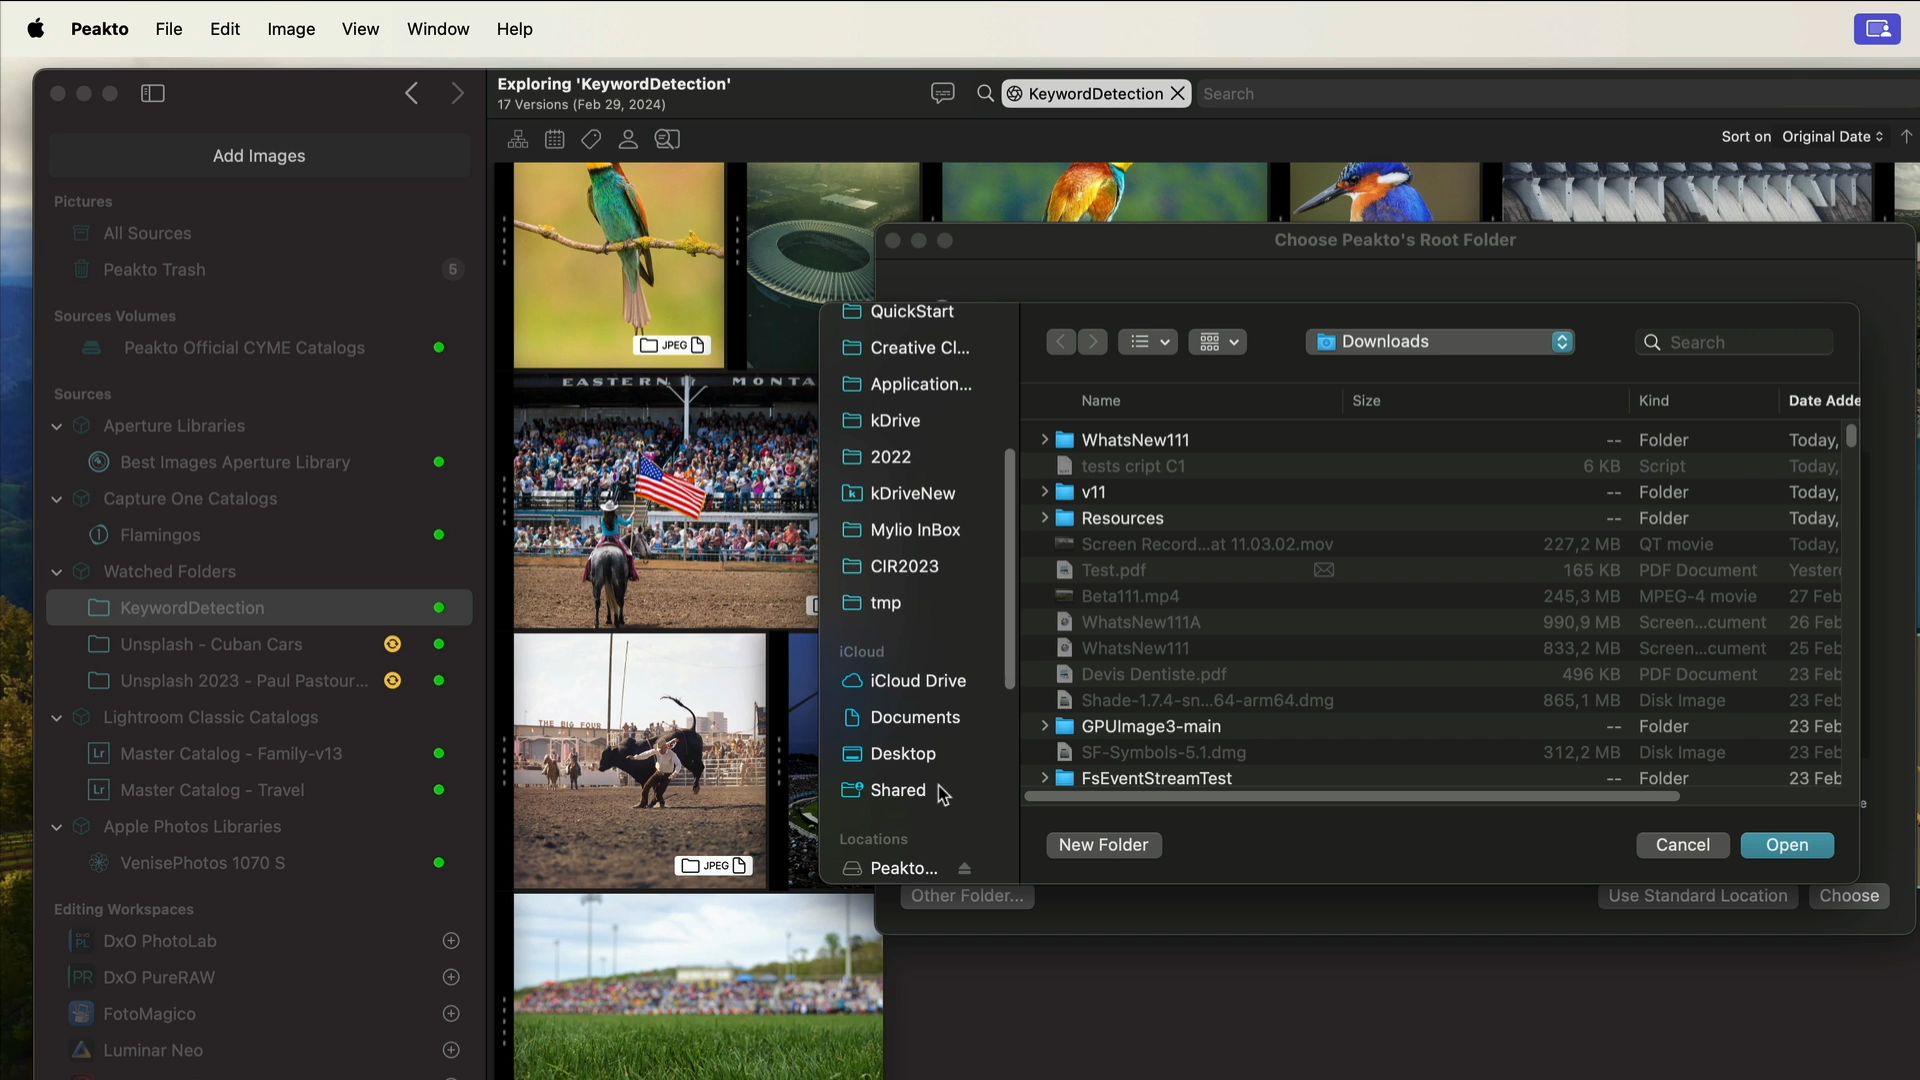 Peakto File Edit Image View Window Help
Exploring 'KeywordDetection'
17 Versions (Feb 29, 2024)
KeywordDetection
Search
Sort on Original Date
Add Images
Pictures
All Sources
Peakto Trash 5
Sources Volumes
Peakto Official CYME Catalogs
Sources
Aperture Libraries
Best Images Aperture Library
Capture One Catalogs
Flamingos
Watched Folders
KeywordDetection
Unsplash - Cuban Cars
Unsplash 2023 - Paul Pastour...
Lightroom Classic Catalogs
Lr Master Catalog - Family-v13
Lr Master Catalog - Travel
Apple Photos Libraries
VenisePhotos 1070 S
Editing Workspaces
PL DxO PhotoLab
PR DxO PureRAW
FotoMagico
Luminar Neo
JPEG
EASTERN MONTA
THE BIG FOUR
JPEG
Choose Peakto's Root Folder
QuickStart
Creative Cl...
Application...
kDrive
2022
kDriveNew
Mylio InBox
CIR2023
tmp
iCloud
iCloud Drive
Documents
Desktop
Shared
Locations
Peakto...
Downloads
Search
Name Size Kind Date Adde
WhatsNew111 -- Folder Today,
tests cript C1 6 KB Script Today,
v11 -- Folder Today,
Resources -- Folder Today,
Screen Record...at 11.03.02.mov 227,2 MB QT movie Today,
Test.pdf 165 KB PDF Document Yester
Beta111.mp4 245,3 MB MPEG-4 movie 27 Feb
WhatsNew111A 990,9 MB Screen...cument 26 Feb
WhatsNew111 833,2 MB Screen...cument 25 Feb
Devis Dentiste.pdf 496 KB PDF Document 23 Feb
Shade-1.7.4-sn...64-arm64.dmg 865,1 MB Disk Image 23 Feb
GPUImage3-main -- Folder 23 Feb
SF-Symbols-5.1.dmg 312,2 MB Disk Image 23 Feb
FsEventStreamTest -- Folder 23 Feb
New Folder Cancel Open
Other Folder... Use Standard Location Choose